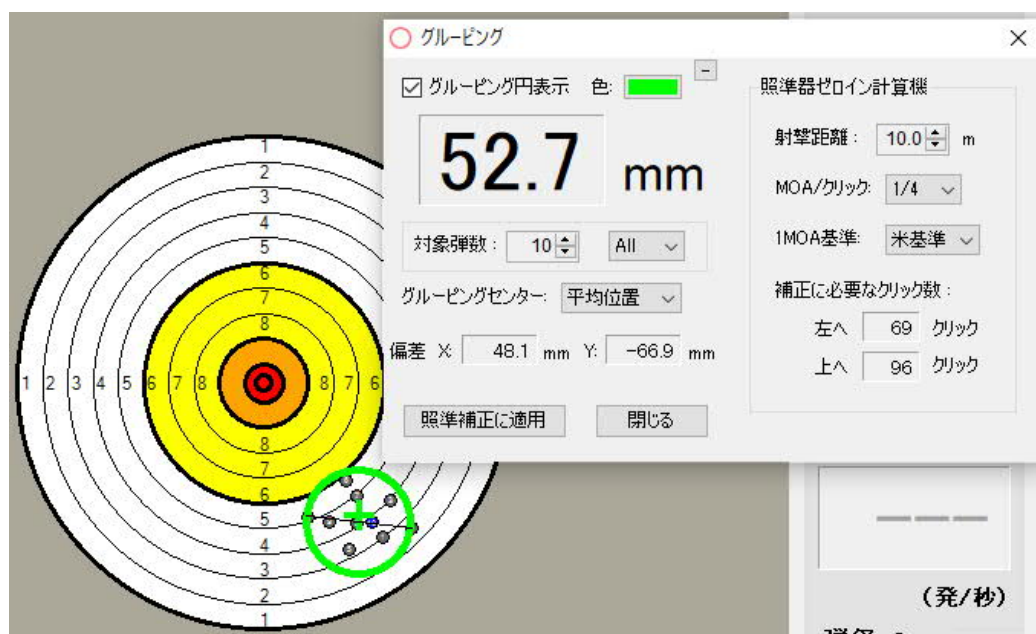 グルーピング
グルーピング円表示 色:
52.7 mm
対象弾数： 10 All
グルーピングセンター: 平均位置
偏差 X: 48.1 mm Y: -66.9 mm
照準補正に適用 閉じる
照準器ゼロイン計算機
射撃距離： 10.0 m
MOA/クリック: 1/4
1MOA基準: 米基準
補正に必要なクリック数：
左へ 69 クリック
上へ 96 クリック
1
2
3
4
5
6
7
8
1 2 3 4 5 6 7 8 8 7 6
8
7
6
5
4
3
2
1
---
(発/秒)